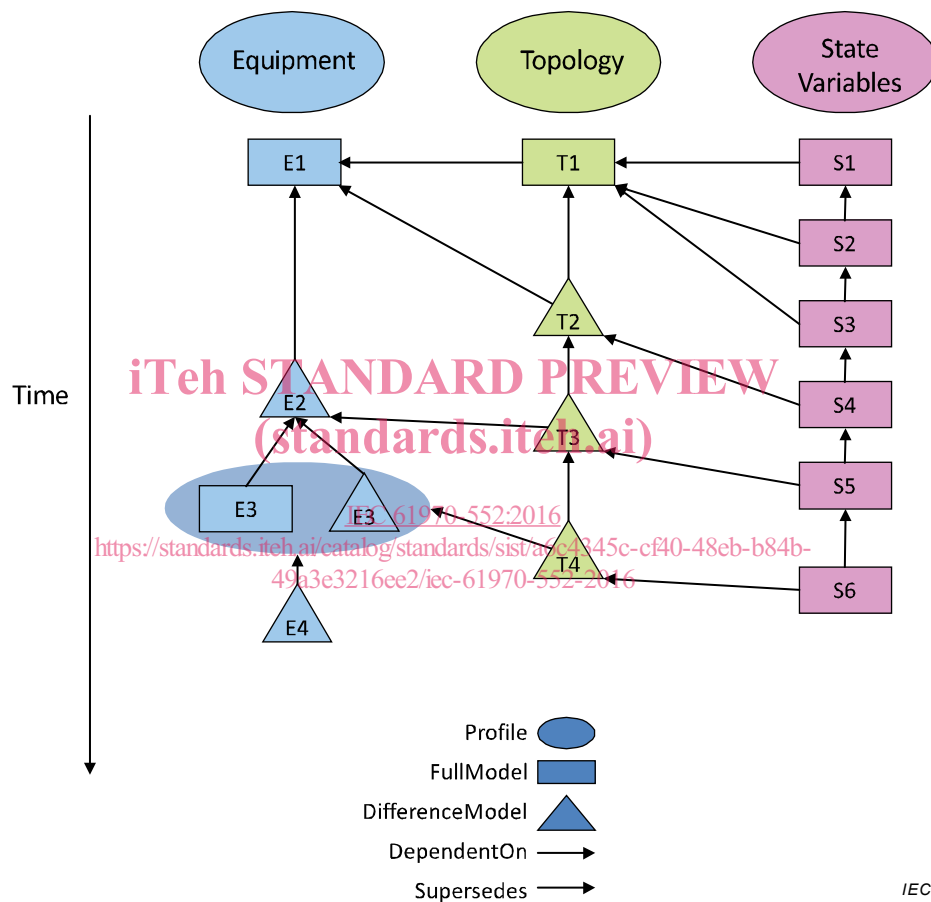 Equipment
Topology
State
Variables
E1
T1
S1
S2
S3
T2
Time
iTeh STANDARD PREVIEW
E2
S4
(standards.iteh.ai)
T3
S5
E3
E3
IEC 61970-552:2016
https://standards.iteh.ai/catalog/standards/sist/a6c4345c-cf40-48eb-b84b-
49a3e3216ee2/iec-61970-552-2016
T4
S6
E4
Profile
FullModel
DifferenceModel
DependentOn
Supersedes
IEC